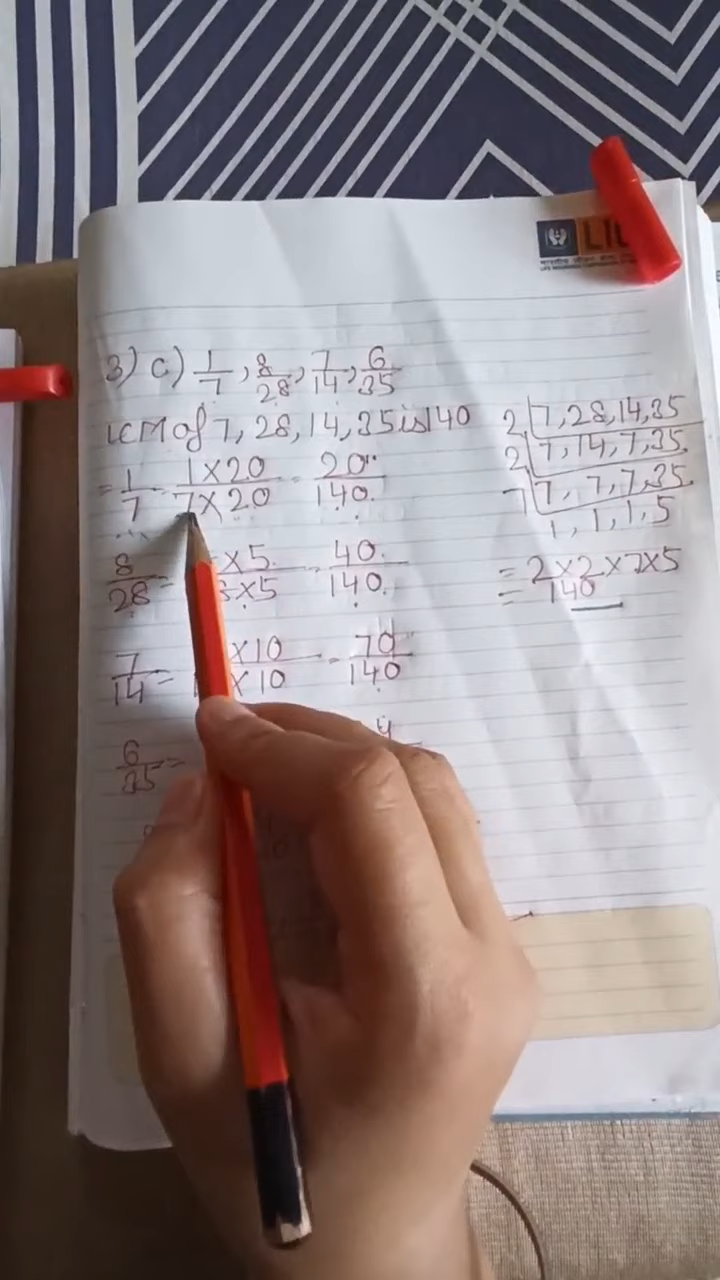 LIC
3) c) 1/7, 8/28, 7/14, 6/35
LCM of 7, 28, 14, 35 is 140
= 1/7 = 1×20/7×20 = 20/140
8/28 = ×5/×5 = 40/140
7/14 = ×10/×10 = 70/140
6/35 =
2 | 7, 28, 14, 35
2 | 7, 14, 7, 35
7 | 7, 7, 7, 35
1, 1, 1, 5
= 2×2×7×5
= 140